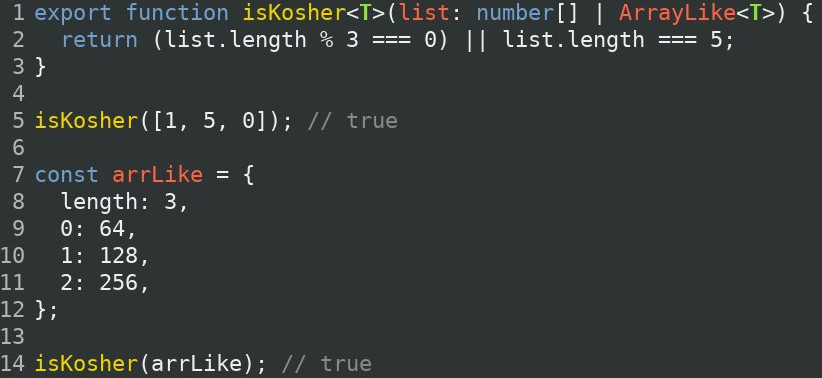 1 export function isKosher<T>(list: number[] | ArrayLike<T>) {
2   return (list.length % 3 === 0) || list.length === 5;
3 }
4
5 isKosher([1, 5, 0]); // true
6
7 const arrLike = {
8   length: 3,
9   0: 64,
10   1: 128,
11   2: 256,
12 };
13
14 isKosher(arrLike); // true